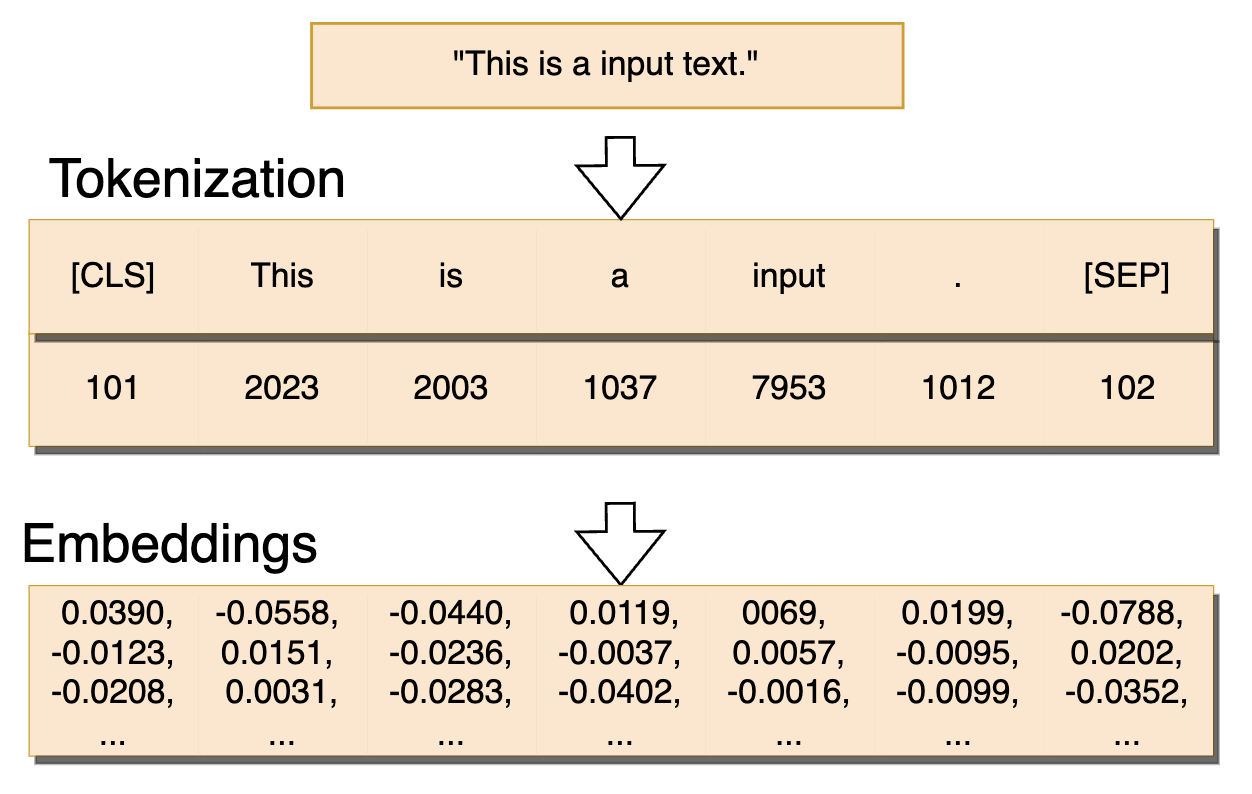 "This is a input text."
Tokenization
[CLS] This is a input . [SEP]
101 2023 2003 1037 7953 1012 102
Embeddings
0.0390, -0.0558, -0.0440, 0.0119, 0069, 0.0199, -0.0788,
-0.0123, 0.0151, -0.0236, -0.0037, 0.0057, -0.0095, 0.0202,
-0.0208, 0.0031, -0.0283, -0.0402, -0.0016, -0.0099, -0.0352,
... ... ... ... ... ... ...